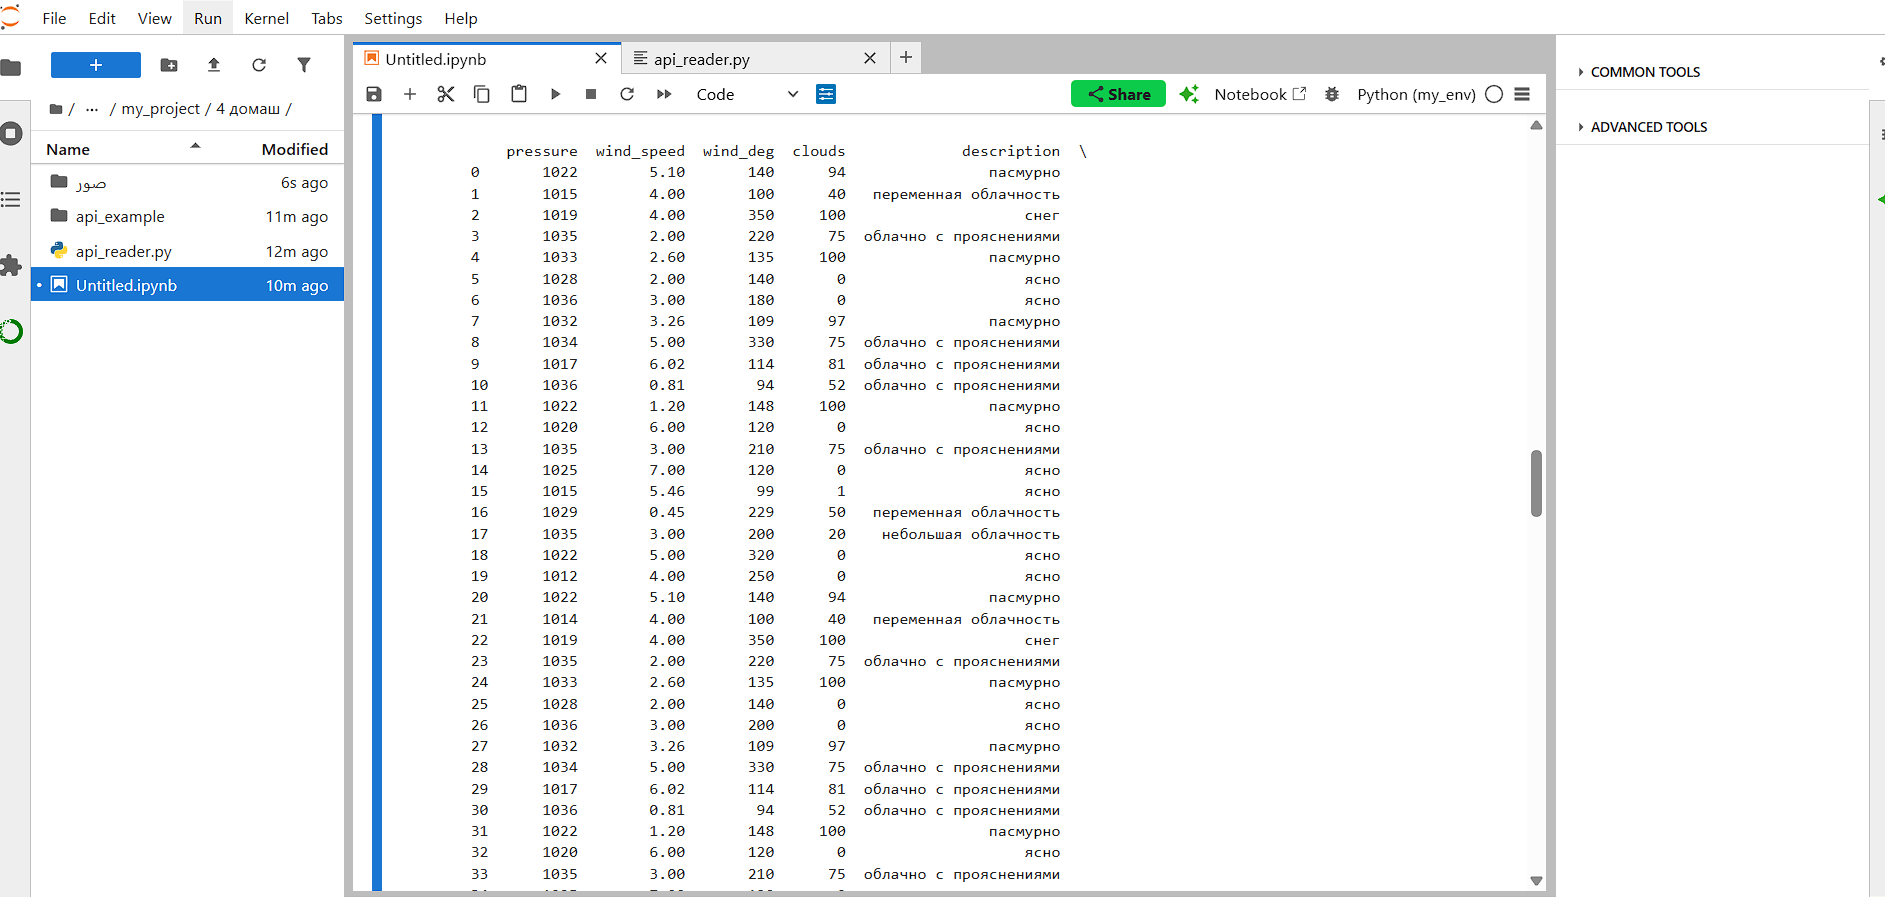 File Edit View Run Kernel Tabs Settings Help
+
/ ... / my_project / 4 домаш /
Name Modified
صور 6s ago
api_example 11m ago
api_reader.py 12m ago
Untitled.ipynb 10m ago
Untitled.ipynb api_reader.py
Code Share Notebook Python (my_env)
pressure wind_speed wind_deg clouds description \
0 1022 5.10 140 94 пасмурно
1 1015 4.00 100 40 переменная облачность
2 1019 4.00 350 100 снег
3 1035 2.00 220 75 облачно с прояснениями
4 1033 2.60 135 100 пасмурно
5 1028 2.00 140 0 ясно
6 1036 3.00 180 0 ясно
7 1032 3.26 109 97 пасмурно
8 1034 5.00 330 75 облачно с прояснениями
9 1017 6.02 114 81 облачно с прояснениями
10 1036 0.81 94 52 облачно с прояснениями
11 1022 1.20 148 100 пасмурно
12 1020 6.00 120 0 ясно
13 1035 3.00 210 75 облачно с прояснениями
14 1025 7.00 120 0 ясно
15 1015 5.46 99 1 ясно
16 1029 0.45 229 50 переменная облачность
17 1035 3.00 200 20 небольшая облачность
18 1022 5.00 320 0 ясно
19 1012 4.00 250 0 ясно
20 1022 5.10 140 94 пасмурно
21 1014 4.00 100 40 переменная облачность
22 1019 4.00 350 100 снег
23 1035 2.00 220 75 облачно с прояснениями
24 1033 2.60 135 100 пасмурно
25 1028 2.00 140 0 ясно
26 1036 3.00 200 0 ясно
27 1032 3.26 109 97 пасмурно
28 1034 5.00 330 75 облачно с прояснениями
29 1017 6.02 114 81 облачно с прояснениями
30 1036 0.81 94 52 облачно с прояснениями
31 1022 1.20 148 100 пасмурно
32 1020 6.00 120 0 ясно
33 1035 3.00 210 75 облачно с прояснениями
COMMON TOOLS
ADVANCED TOOLS